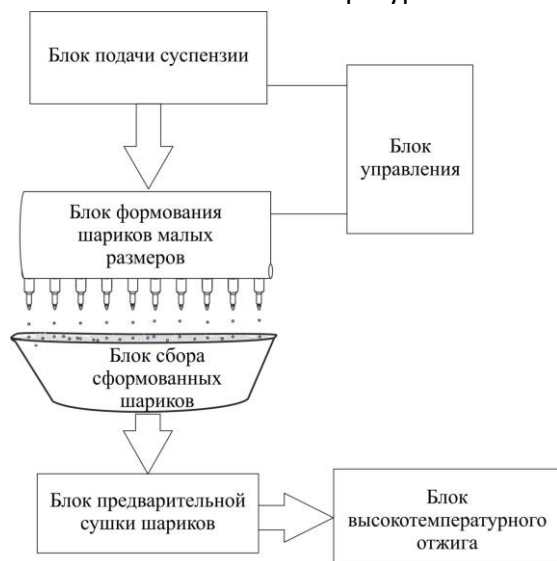 Блок подачи суспензии
Блок
управления
Блок формования
шариков малых
размеров
Блок сбора
сформованных
шариков
Блок предварительной
сушки шариков
Блок
высокотемпературного
отжига